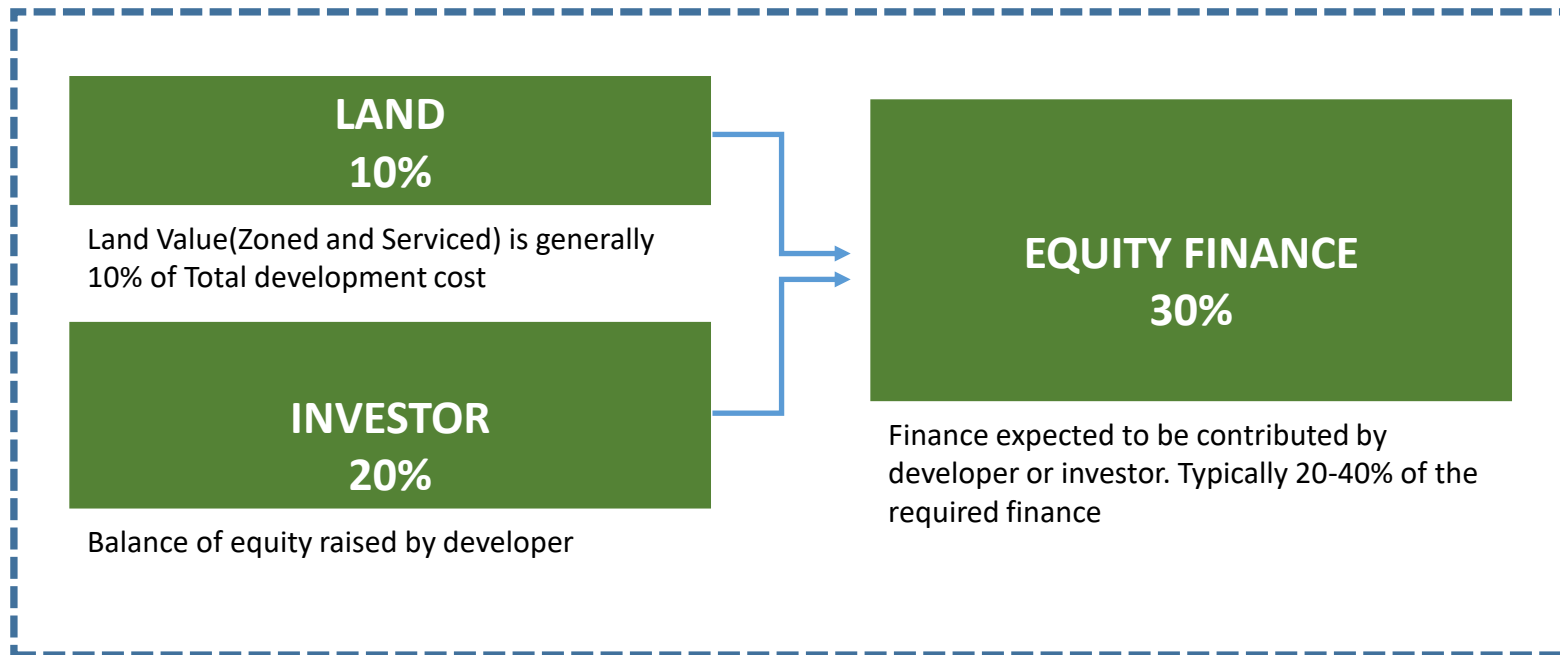 LAND
10%
Land Value(Zoned and Serviced) is generally
10% of Total development cost
INVESTOR
20%
Balance of equity raised by developer
EQUITY FINANCE
30%
Finance expected to be contributed by
developer or investor. Typically 20-40% of the
required finance